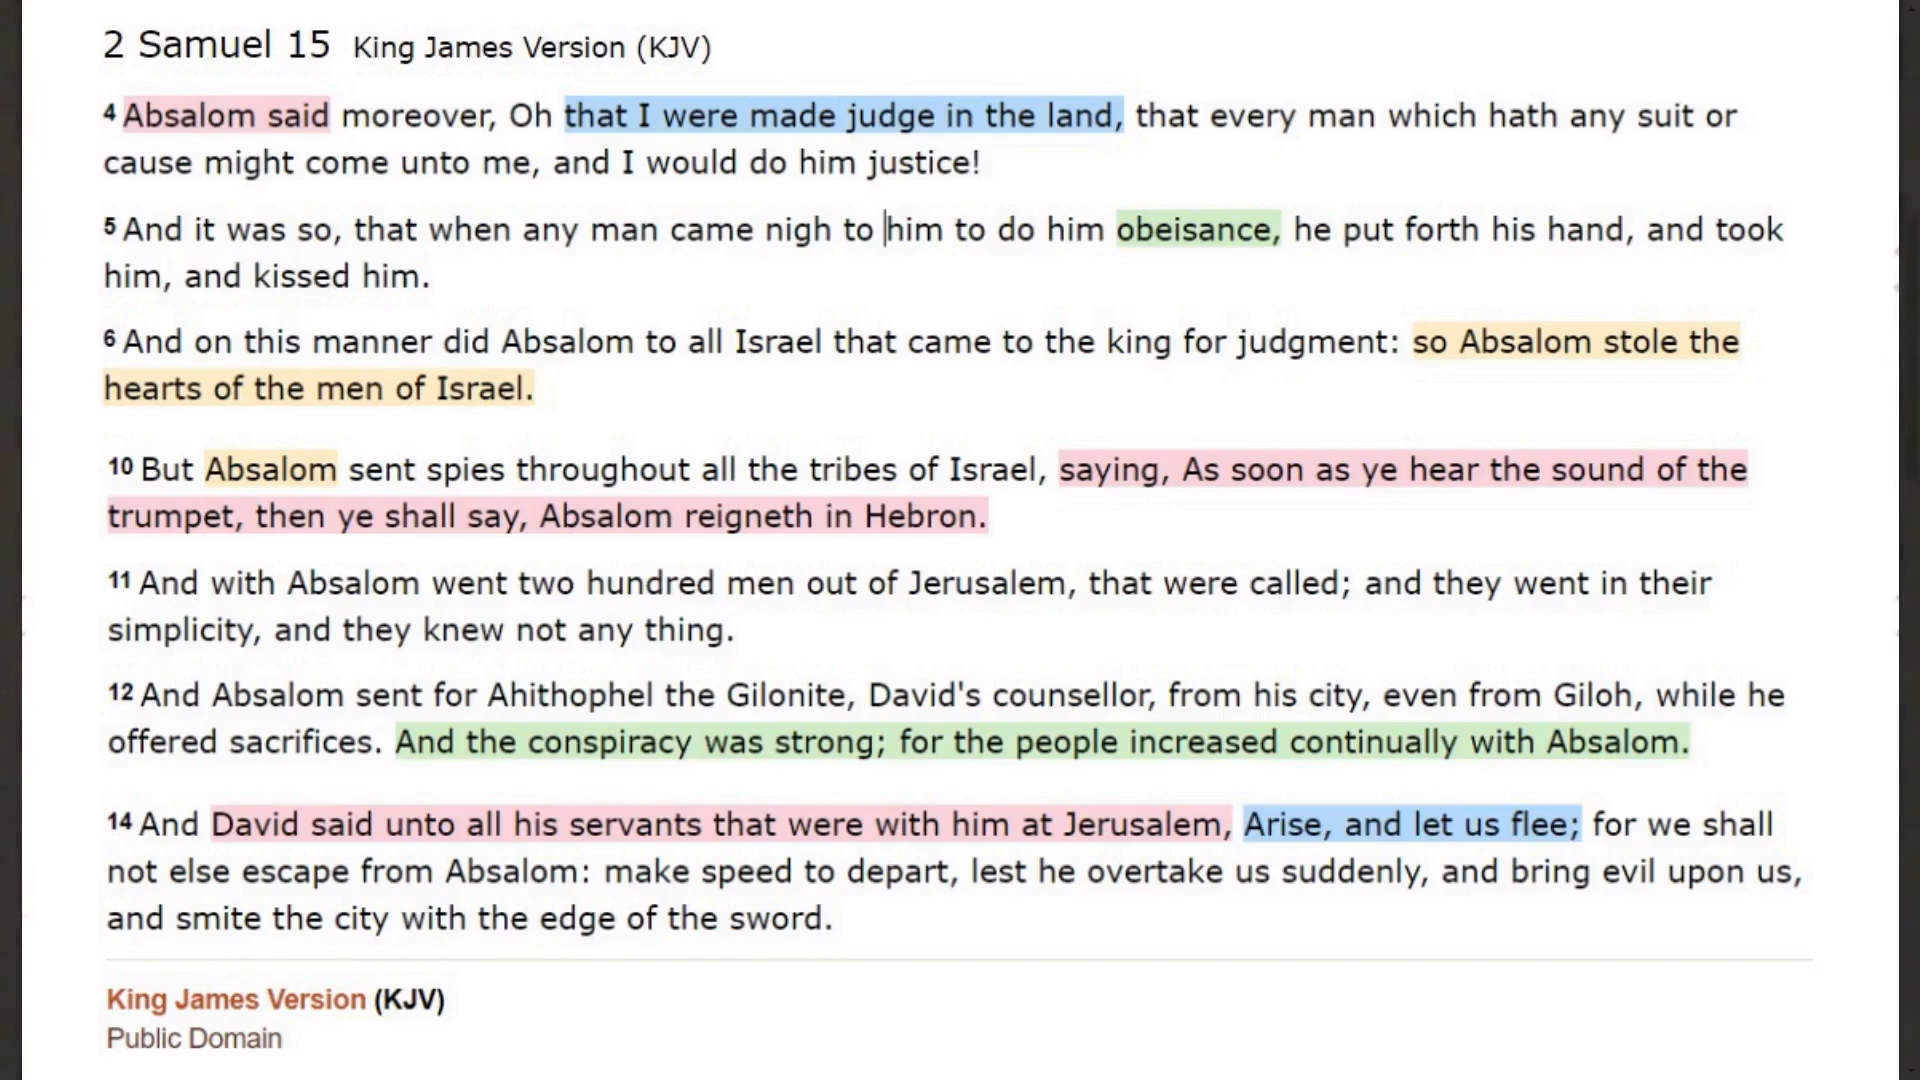 2 Samuel 15 King James Version (KJV)
4 Absalom said moreover, Oh that I were made judge in the land, that every man which hath any suit or
cause might come unto me, and I would do him justice!
5 And it was so, that when any man came nigh to him to do him obeisance, he put forth his hand, and took
him, and kissed him.
6 And on this manner did Absalom to all Israel that came to the king for judgment: so Absalom stole the
hearts of the men of Israel.
10 But Absalom sent spies throughout all the tribes of Israel, saying, As soon as ye hear the sound of the
trumpet, then ye shall say, Absalom reigneth in Hebron.
11 And with Absalom went two hundred men out of Jerusalem, that were called; and they went in their
simplicity, and they knew not any thing.
12 And Absalom sent for Ahithophel the Gilonite, David's counsellor, from his city, even from Giloh, while he
offered sacrifices. And the conspiracy was strong; for the people increased continually with Absalom.
14 And David said unto all his servants that were with him at Jerusalem, Arise, and let us flee; for we shall
not else escape from Absalom: make speed to depart, lest he overtake us suddenly, and bring evil upon us,
and smite the city with the edge of the sword.
King James Version (KJV)
Public Domain